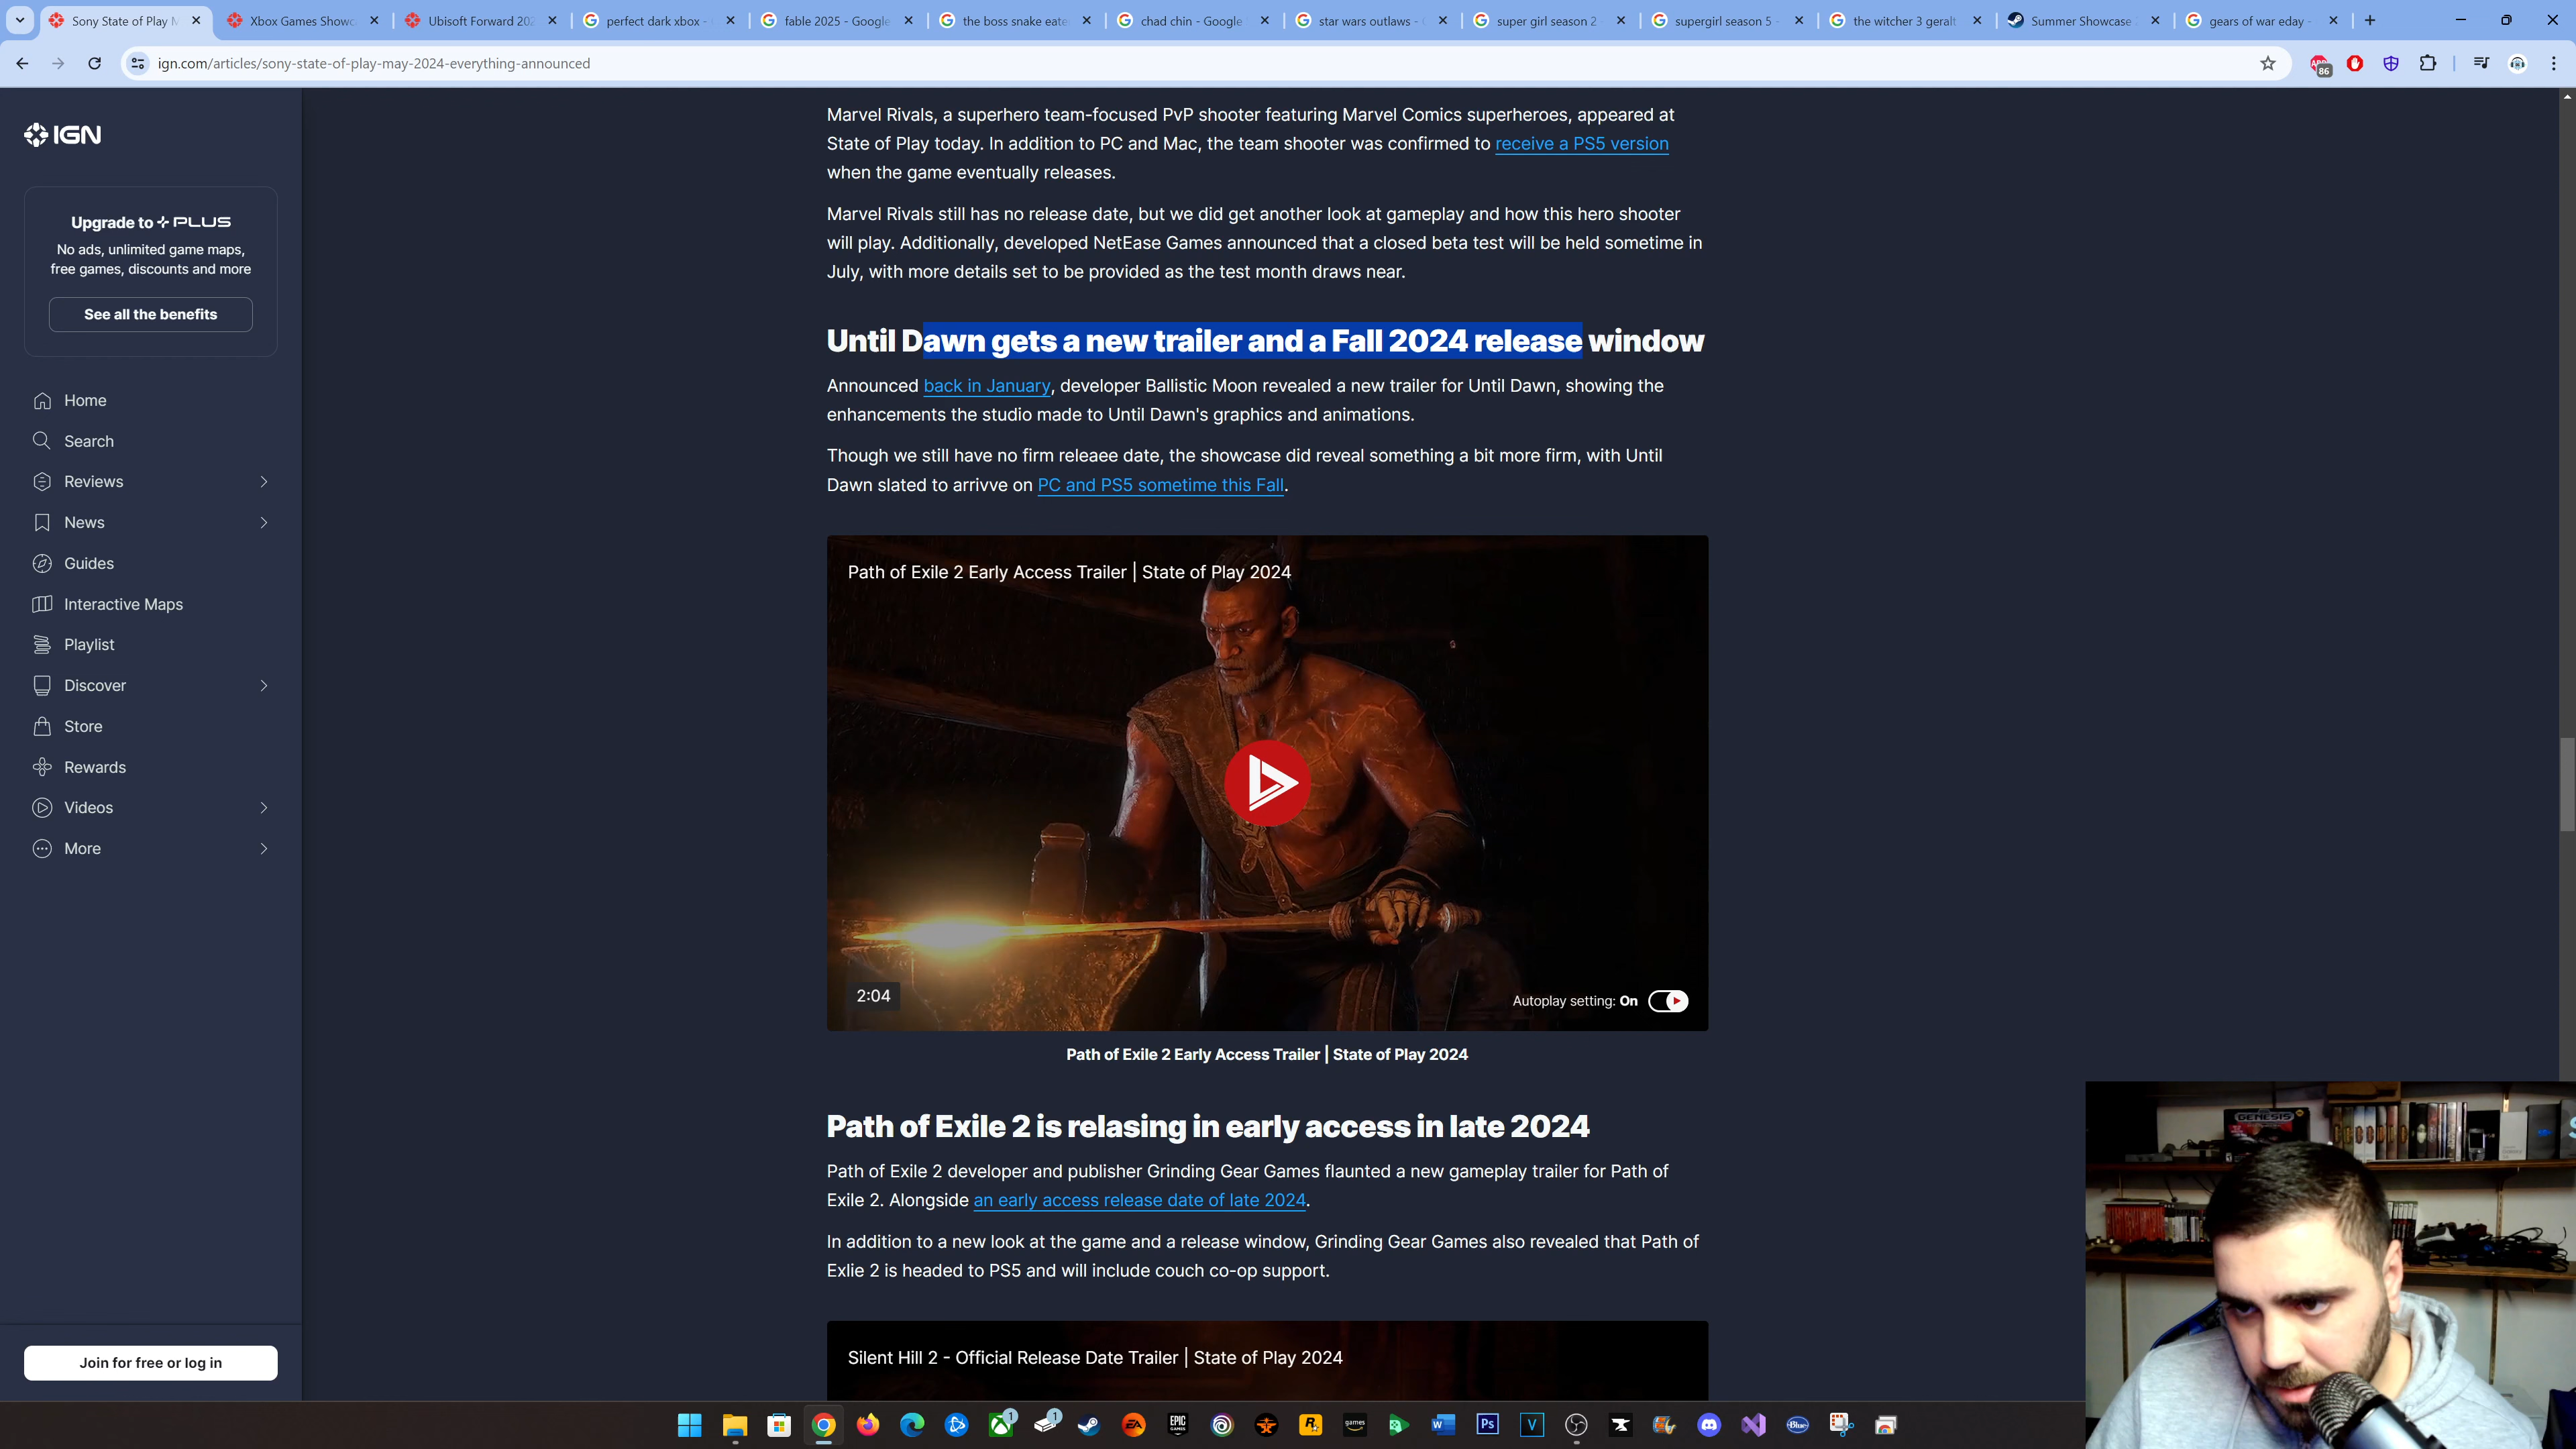 Sony State of Play M
Xbox Games Showc
Ubisoft Forward 202
perfect dark xbox -
fable 2025 - Google
the boss snake eate
chad chin - Google
star wars outlaws -
super girl season 2 -
supergirl season 5 -
the witcher 3 geralt
Summer Showcase
gears of war eday -
ign.com/articles/sony-state-of-play-may-2024-everything-announced
86
IGN
Upgrade to PLUS
No ads, unlimited game maps,
free games, discounts and more
See all the benefits
Home
Search
Reviews
News
Guides
Interactive Maps
Playlist
Discover
Store
Rewards
Videos
More
Join for free or log in
Marvel Rivals, a superhero team-focused PvP shooter featuring Marvel Comics superheroes, appeared at
State of Play today. In addition to PC and Mac, the team shooter was confirmed to receive a PS5 version
when the game eventually releases.
Marvel Rivals still has no release date, but we did get another look at gameplay and how this hero shooter
will play. Additionally, developed NetEase Games announced that a closed beta test will be held sometime in
July, with more details set to be provided as the test month draws near.
Until Dawn gets a new trailer and a Fall 2024 release window
Announced back in January, developer Ballistic Moon revealed a new trailer for Until Dawn, showing the
enhancements the studio made to Until Dawn's graphics and animations.
Though we still have no firm releaee date, the showcase did reveal something a bit more firm, with Until
Dawn slated to arrivve on PC and PS5 sometime this Fall.
Path of Exile 2 Early Access Trailer | State of Play 2024
2:04
Autoplay setting: On
Path of Exile 2 Early Access Trailer | State of Play 2024
Path of Exile 2 is relasing in early access in late 2024
Path of Exile 2 developer and publisher Grinding Gear Games flaunted a new gameplay trailer for Path of
Exile 2. Alongside an early access release date of late 2024.
In addition to a new look at the game and a release window, Grinding Gear Games also revealed that Path of
Exlie 2 is headed to PS5 and will include couch co-op support.
Silent Hill 2 - Official Release Date Trailer | State of Play 2024
GENESIS
1
1
EA
EPIC GAMES
R
games
W
Ps
V
Blue